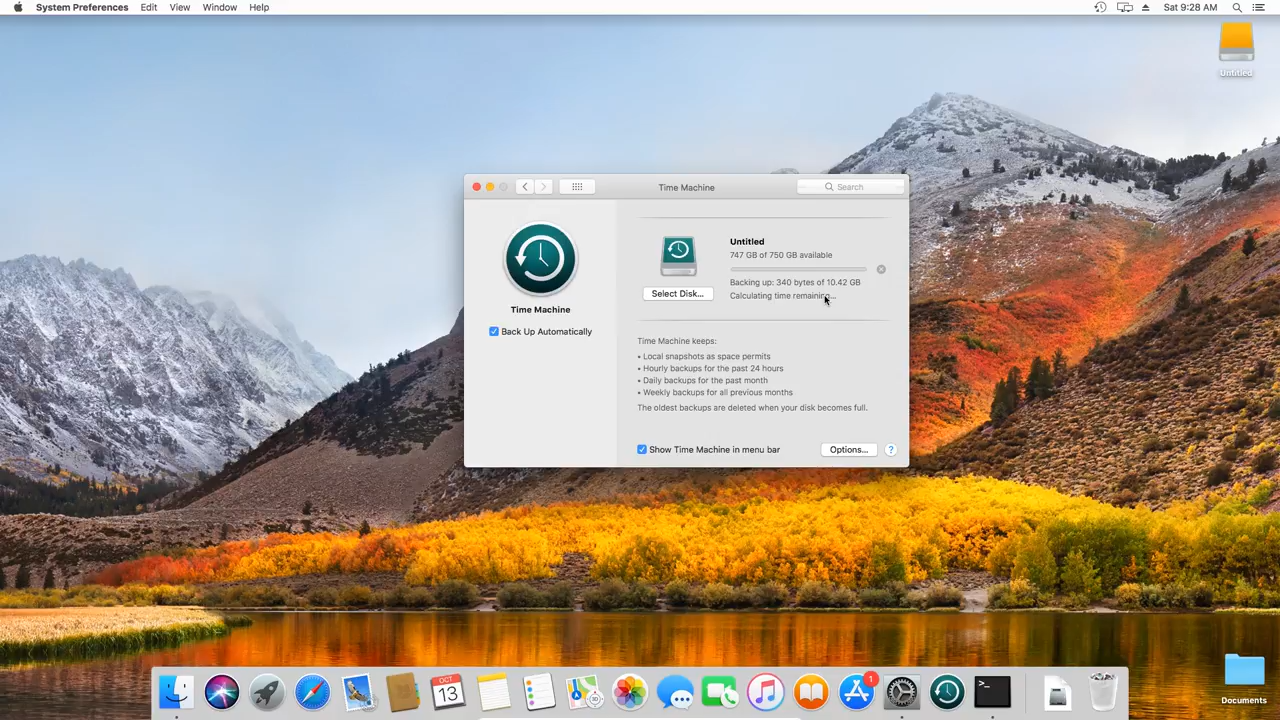 System Preferences Edit View Window Help
Sat 9:28 AM
Untitled
Time Machine
Search
Untitled
747 GB of 750 GB available
Backing up: 340 bytes of 10.42 GB
Calculating time remaining...
Select Disk...
Time Machine
Back Up Automatically
Time Machine keeps:
• Local snapshots as space permits
• Hourly backups for the past 24 hours
• Daily backups for the past month
• Weekly backups for all previous months
The oldest backups are deleted when your disk becomes full.
Show Time Machine in menu bar
Options...
?
OCT
13
1
>_
Documents